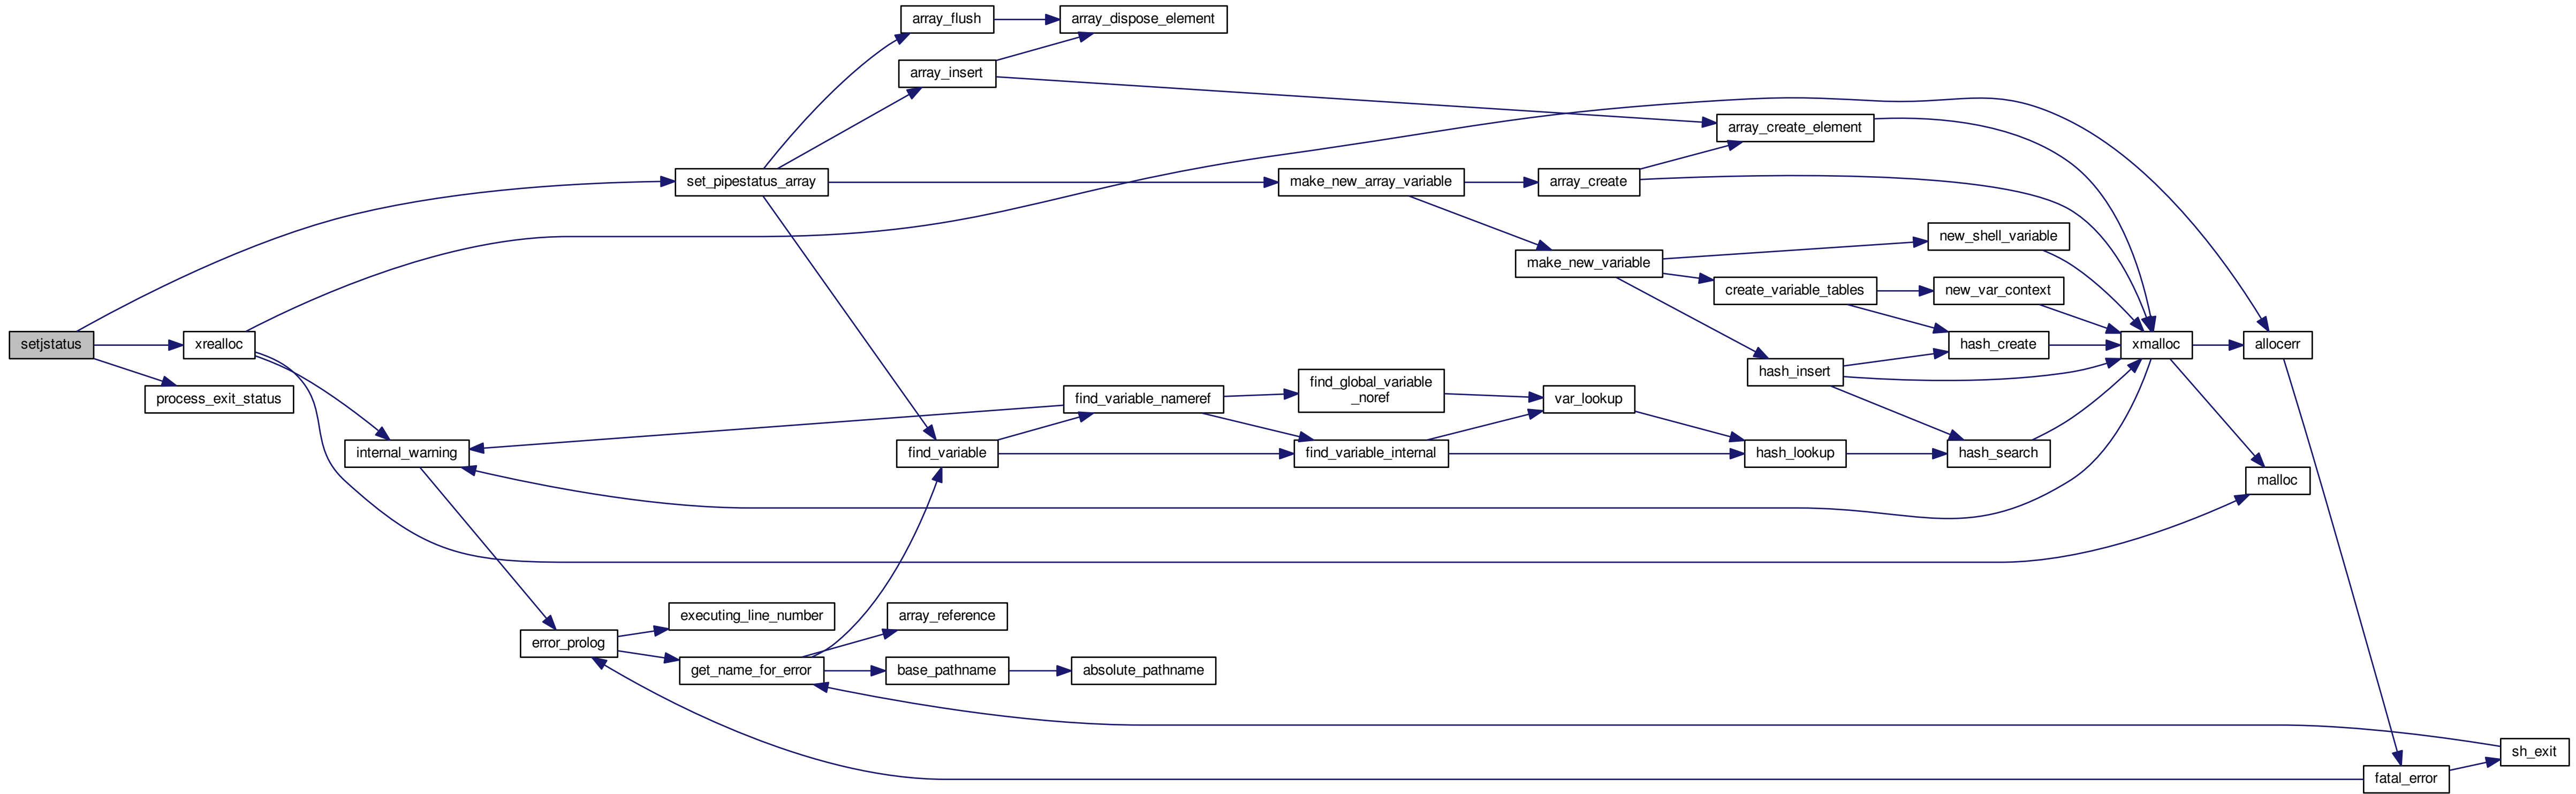 array_flush
array_dispose_element
array_insert
array_create_element
set_pipestatus_array
make_new_array_variable
array_create
new_shell_variable
make_new_variable
create_variable_tables
new_var_context
setjstatus
xrealloc
hash_create
xmalloc
allocerr
hash_insert
process_exit_status
find_variable_nameref
find_global_variable
_noref
var_lookup
internal_warning
find_variable
find_variable_internal
hash_lookup
hash_search
malloc
executing_line_number
array_reference
error_prolog
get_name_for_error
base_pathname
absolute_pathname
sh_exit
fatal_error